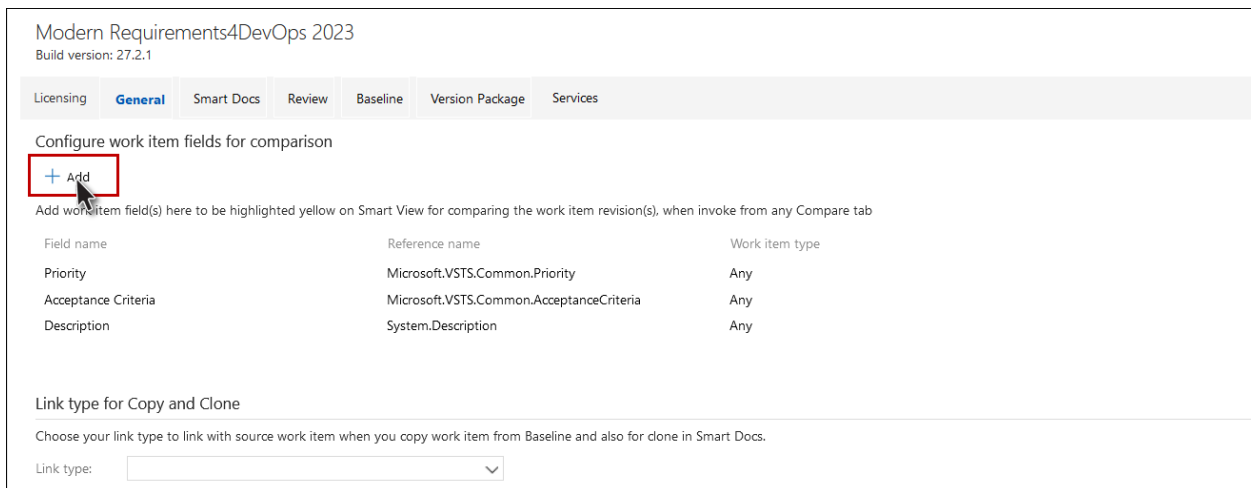 Modern Requirements4DevOps 2023
Build version: 27.2.1
Licensing General Smart Docs Review Baseline Version Package Services
Configure work item fields for comparison
+ Add
Add work item field(s) here to be highlighted yellow on Smart View for comparing the work item revision(s), when invoke from any Compare tab
Field name Reference name Work item type
Priority Microsoft.VSTS.Common.Priority Any
Acceptance Criteria Microsoft.VSTS.Common.AcceptanceCriteria Any
Description System.Description Any
Link type for Copy and Clone
Choose your link type to link with source work item when you copy work item from Baseline and also for clone in Smart Docs.
Link type: